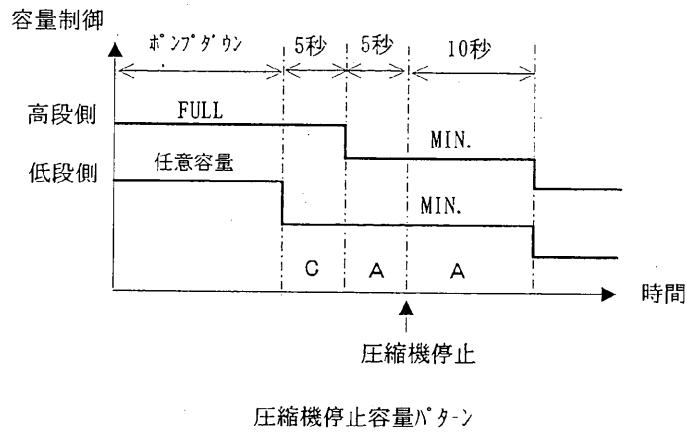 容量制御
ﾎﾟﾝﾌﾟﾀﾞｳﾝ 5秒 5秒 10秒
高段側 FULL MIN.
低段側 任意容量 MIN.
C A A
時間
圧縮機停止
圧縮機停止容量ﾊﾟﾀｰﾝ